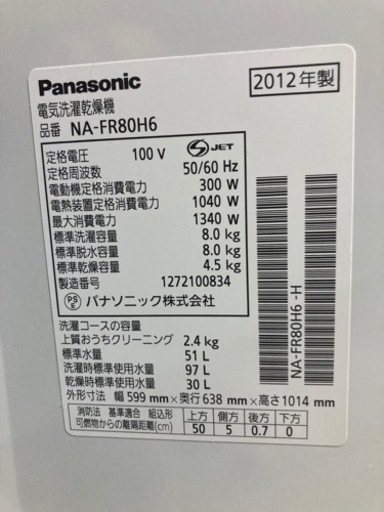 Panasonic
2012年製
電気洗濯乾燥機
品番 NA-FR80H6
S JET
定格電圧 100 V
定格周波数 50/60 Hz
電動機定格消費電力 300 W
電熱装置定格消費電力 1040 W
最大消費電力 1340 W
標準洗濯容量 8.0 kg
標準脱水容量 8.0 kg
標準乾燥容量 4.5 kg
製造番号 1272100834
PS E パナソニック株式会社
NA-FR80H6 -H
洗濯コースの容量
上質おうちクリーニング 2.4 kg
標準水量 51 L
洗濯時標準使用水量 97 L
洗濯乾燥時標準使用水量 30 L
外形寸法 幅 599 mm×奥行 638 mm×高さ 1014 mm
消防法 基準適合 組込形 上方 側方 後方 下方
可燃物からの離隔距離(cm) 50 5 0.7 0